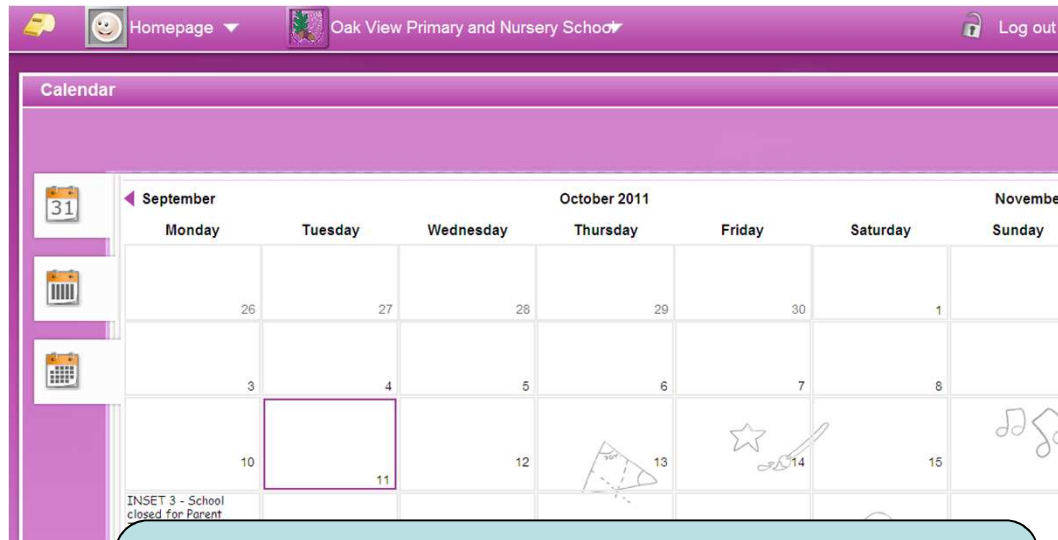 Homepage Oak View Primary and Nursery School Log out
Calendar
31 September October 2011
Monday Tuesday Wednesday Thursday Friday Saturday Sunday
26 27 28 29 30 1
3 4 5 6 7 8
10 11 12 13 14 15
INSET 3 - School
closed for Parent